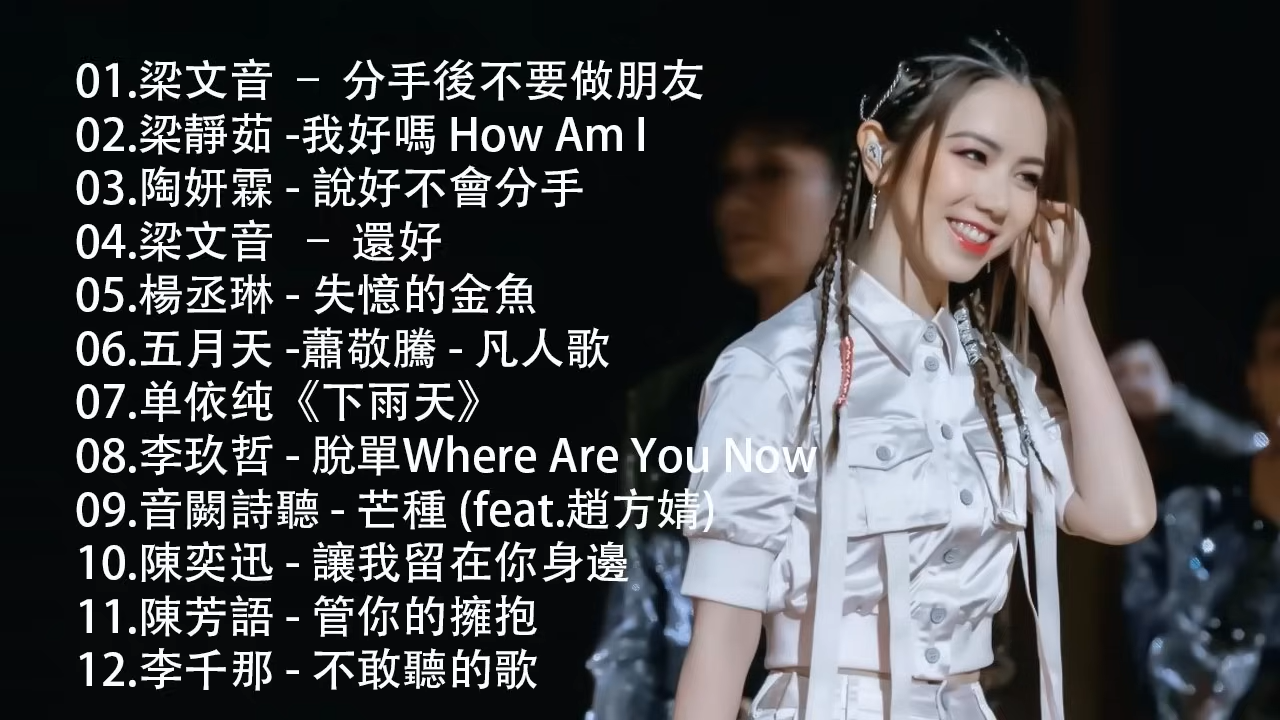 01.梁文音 – 分手後不要做朋友
02.梁靜茹 -我好嗎 How Am I
03.陶妍霖 - 說好不會分手
04.梁文音 – 還好
05.楊丞琳 - 失憶的金魚
06.五月天 -蕭敬騰 - 凡人歌
07.单依纯《下雨天》
08.李玖哲 - 脫單Where Are You Now
09.音闕詩聽 - 芒種 (feat.趙方婧)
10.陳奕迅 - 讓我留在你身邊
11.陳芳語 - 管你的擁抱
12.李千那 - 不敢聽的歌